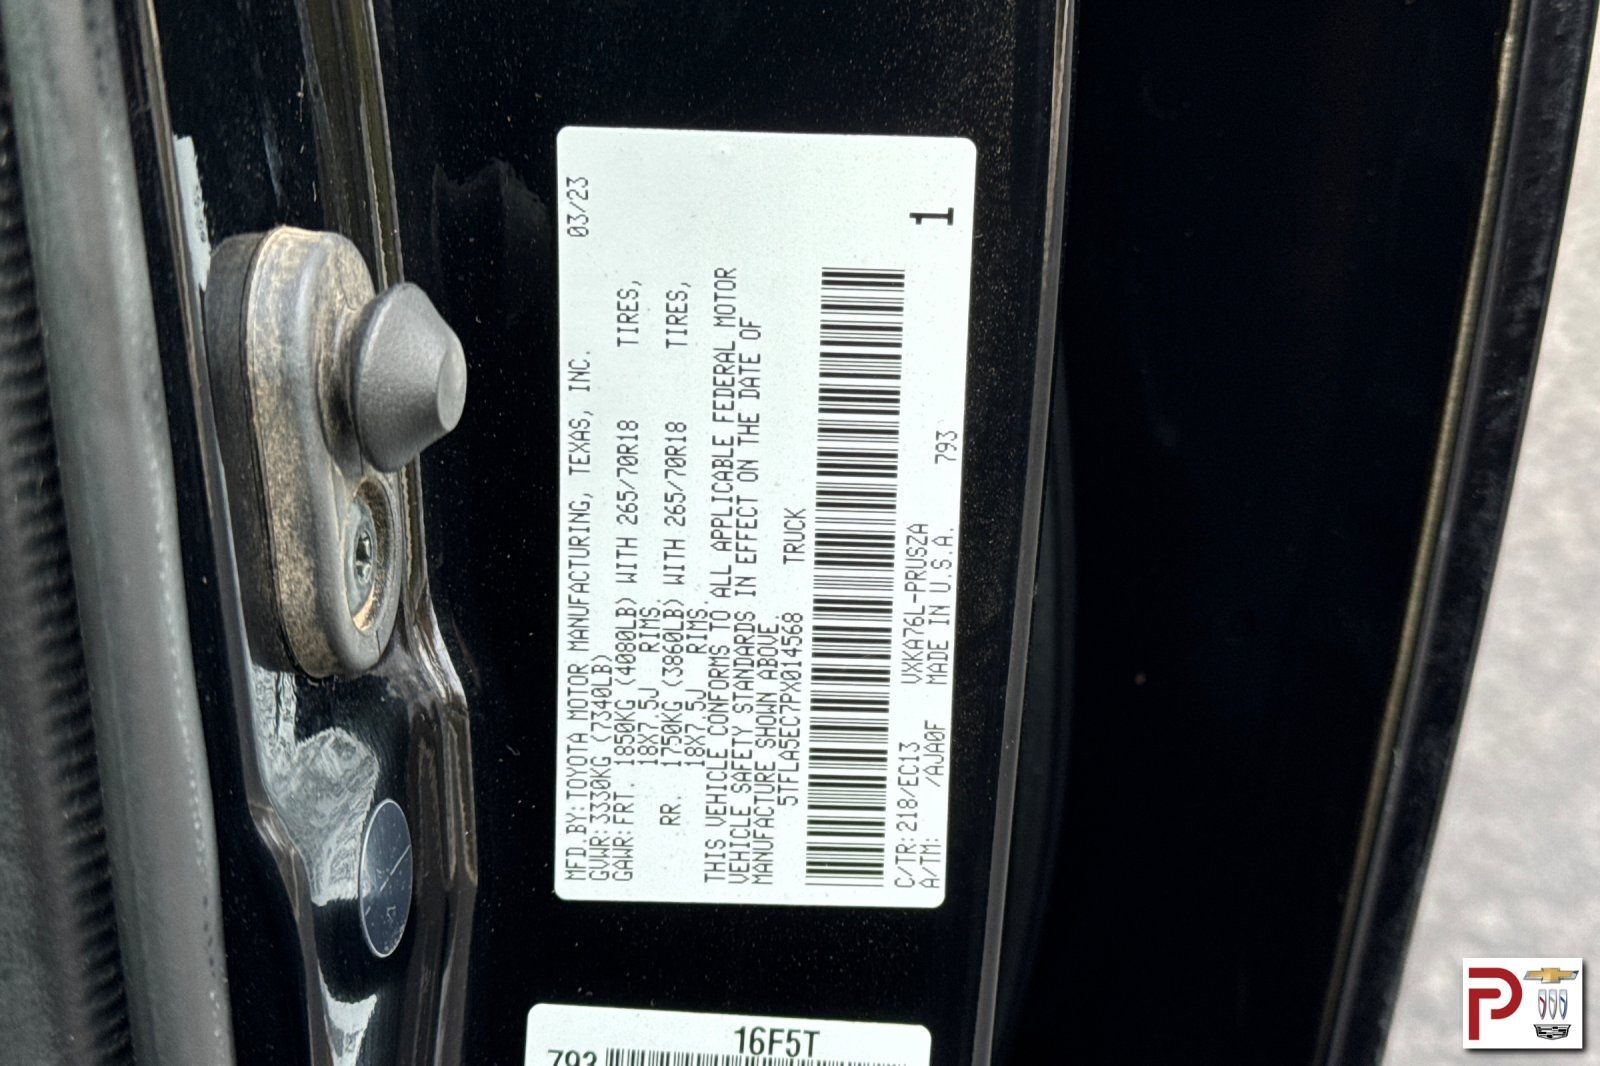 MFD.BY:TOYOTA MOTOR MANUFACTURING, TEXAS, INC. 03/23
GVWR:3330KG (7340LB)
GAWR:FRT. 1850KG (4080LB) WITH 265/70R18 TIRES,
18X7.5J RIMS,
RR. 1750KG (3860LB) WITH 265/70R18 TIRES,
18X7.5J RIMS.
THIS VEHICLE CONFORMS TO ALL APPLICABLE FEDERAL MOTOR
VEHICLE SAFETY STANDARDS IN EFFECT ON THE DATE OF
MANUFACTURE SHOWN ABOVE.
5TFLA5EC7PX014568 TRUCK
C/TR:218/EC13 VXKA76L-PRUSZA 793 1
A/TM: /AJA0F MADE IN U.S.A.
16F5T
793
P